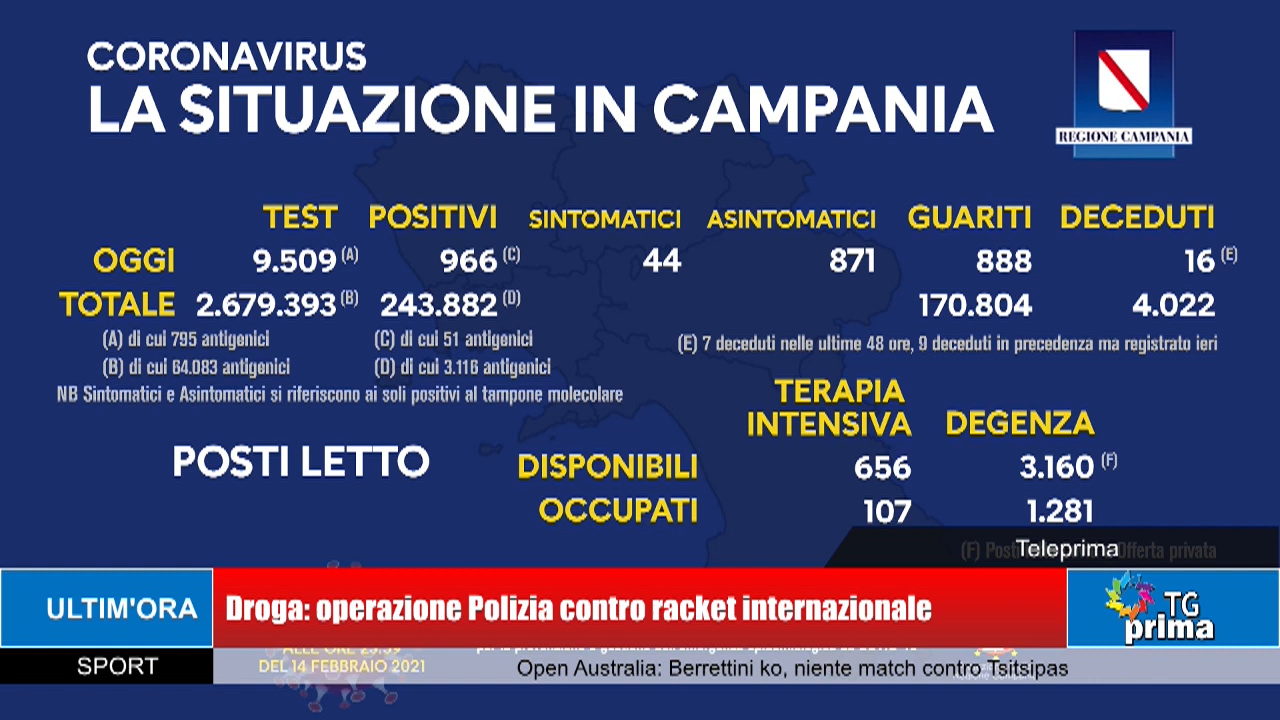 CORONAVIRUS
LA SITUAZIONE IN CAMPANIA
REGIONE CAMPANIA
TEST POSITIVI SINTOMATICI ASINTOMATICI GUARITI DECEDUTI
OGGI 9.509 (A) 966 (C) 44 871 888 16 (E)
TOTALE 2.679.393 (B) 243.882 (D) 170.804 4.022
(A) di cui 795 antigenici (C) di cui 51 antigenici (E) 7 deceduti nelle ultime 48 ore, 9 deceduti in precedenza ma registrato ieri
(B) di cui 64.083 antigenici (D) di cui 3.116 antigenici
NB Sintomatici e Asintomatici si riferiscono ai soli positivi al tampone molecolare
TERAPIA INTENSIVA DEGENZA
POSTI LETTO DISPONIBILI 656 3.160 (F)
OCCUPATI 107 1.281
(F) Offerta privata
Teleprima
ULTIM'ORA Droga: operazione Polizia contro racket internazionale TG prima
DEL 14 FEBBRAIO 2021
SPORT Open Australia: Berrettini ko, niente match contro Tsitsipas